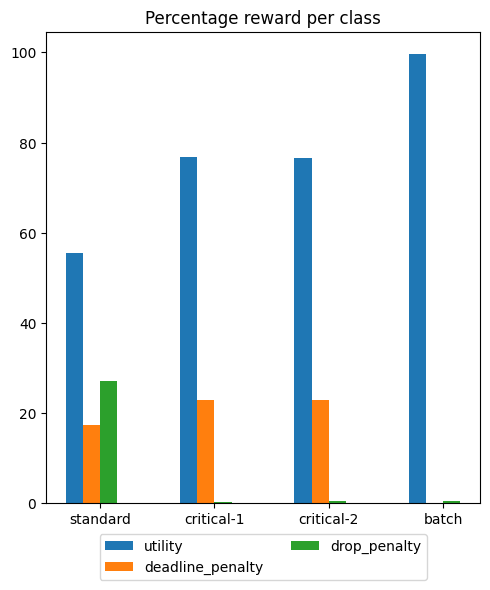 Percentage reward per class
100
80
60
40
20
0
standard critical-1 critical-2 batch
utility drop_penalty
deadline_penalty